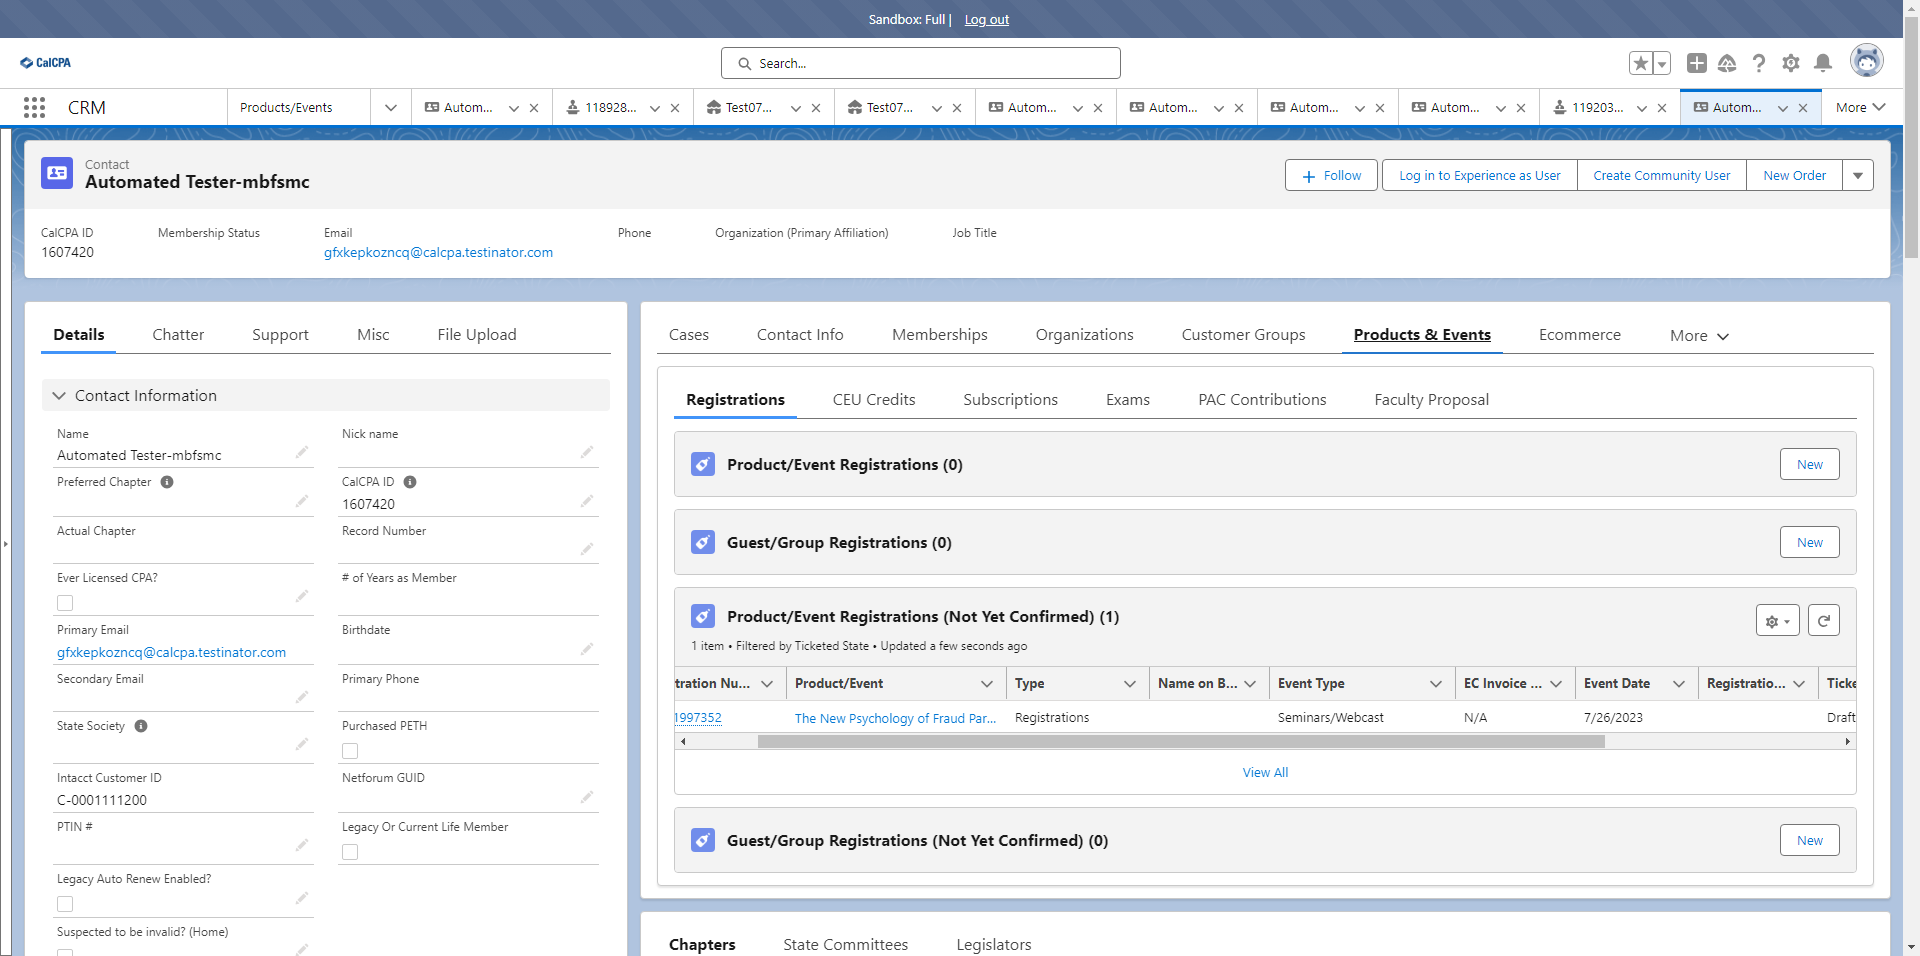 Sandbox: Full | Log out
CalCPA
Search...
CRM
Products/Events
Autom...
118928...
Test07...
Test07...
Autom...
Autom...
Autom...
Autom...
119203...
Autom...
More
Contact
Automated Tester-mbfsmc
Follow
Log in to Experience as User
Create Community User
New Order
CalCPA ID
Membership Status
Email
Phone
Organization (Primary Affiliation)
Job Title
1607420
gfxkepkozncq@calcpa.testinator.com
Details
Chatter
Support
Misc
File Upload
Contact Information
Name
Automated Tester-mbfsmc
Nick name
Preferred Chapter
CalCPA ID
1607420
Actual Chapter
Record Number
Ever Licensed CPA?
# of Years as Member
Primary Email
gfxkepkozncq@calcpa.testinator.com
Birthdate
Secondary Email
Primary Phone
State Society
Purchased PETH
Intacct Customer ID
C-0001111200
Netforum GUID
PTIN #
Legacy Or Current Life Member
Legacy Auto Renew Enabled?
Suspected to be invalid? (Home)
Cases
Contact Info
Memberships
Organizations
Customer Groups
Products & Events
Ecommerce
More
Registrations
CEU Credits
Subscriptions
Exams
PAC Contributions
Faculty Proposal
Product/Event Registrations (0)
New
Guest/Group Registrations (0)
New
Product/Event Registrations (Not Yet Confirmed) (1)
1 item • Filtered by Ticketed State • Updated a few seconds ago
tration Nu...
Product/Event
Type
Name on B...
Event Type
EC Invoice ...
Event Date
Registratio...
Ticke
1997352
The New Psychology of Fraud Par...
Registrations
Seminars/Webcast
N/A
7/26/2023
Draft
View All
Guest/Group Registrations (Not Yet Confirmed) (0)
New
Chapters
State Committees
Legislators